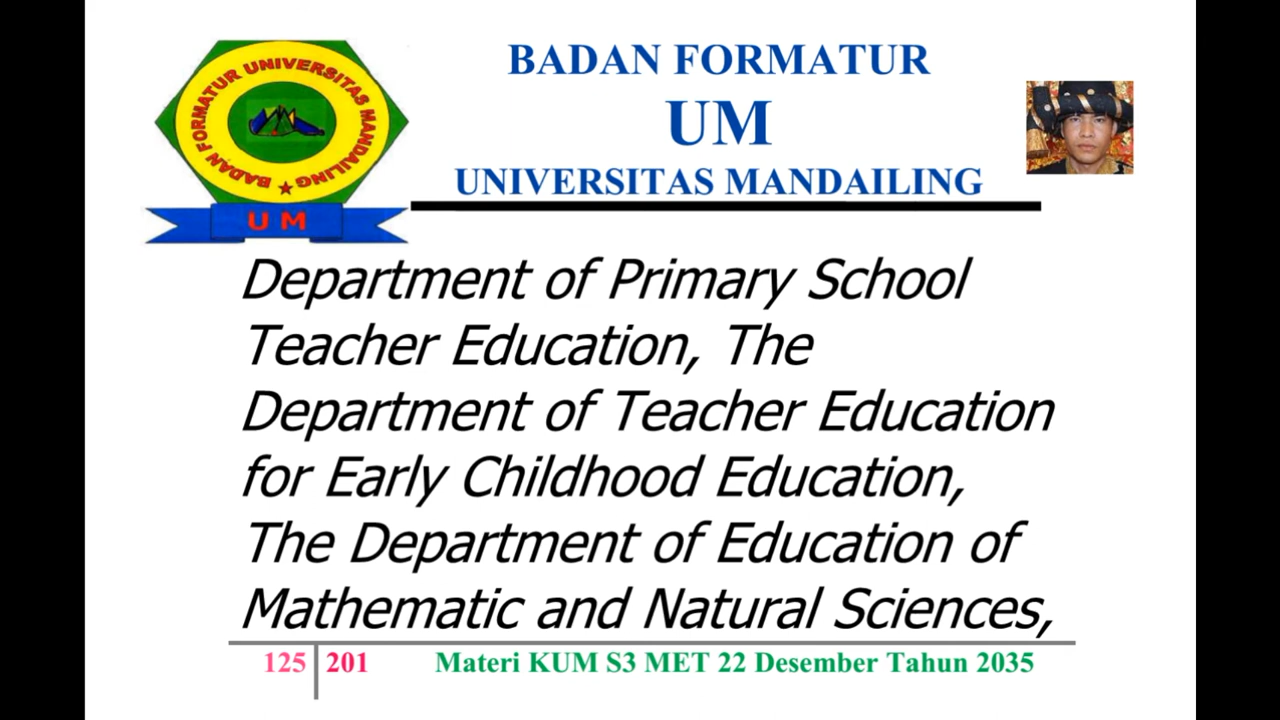 BADAN FORMATUR UNIVERSITAS MANDAILING
UM
BADAN FORMATUR
UM
UNIVERSITAS MANDAILING
Department of Primary School
Teacher Education, The
Department of Teacher Education
for Early Childhood Education,
The Department of Education of
Mathematic and Natural Sciences,
125 201 Materi KUM S3 MET 22 Desember Tahun 2035